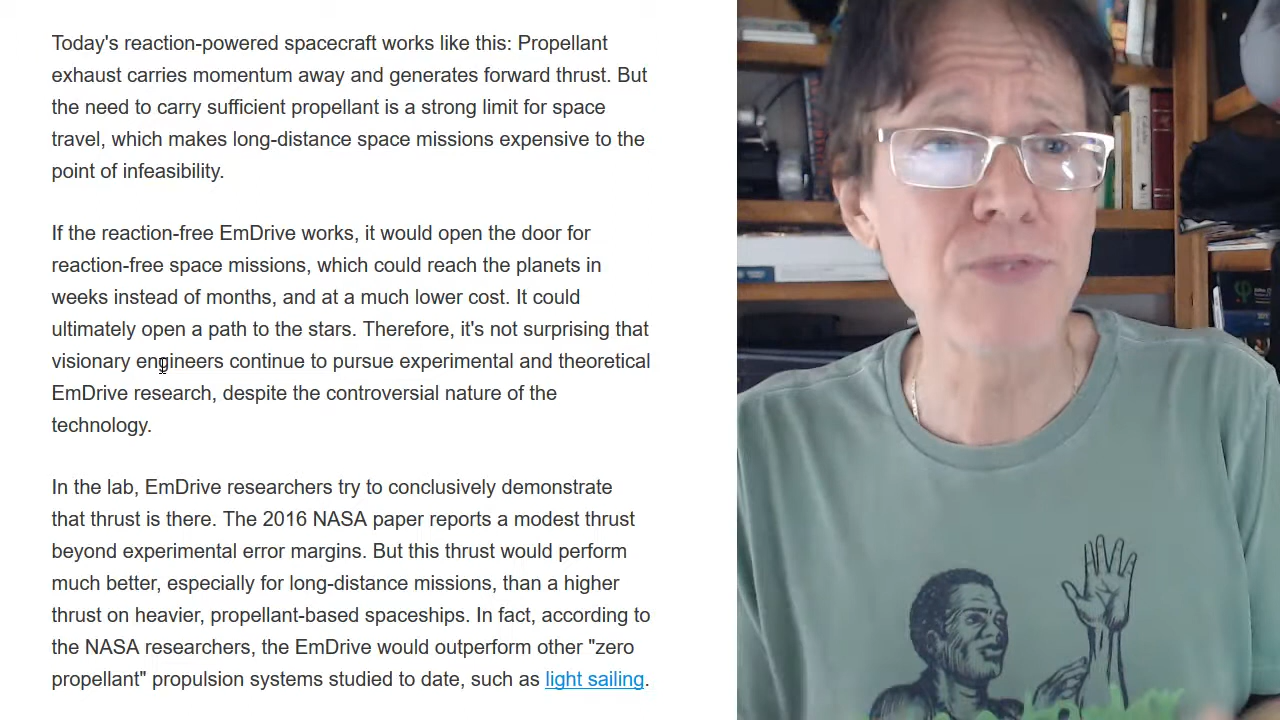 Today's reaction-powered spacecraft works like this: Propellant
exhaust carries momentum away and generates forward thrust. But
the need to carry sufficient propellant is a strong limit for space
travel, which makes long-distance space missions expensive to the
point of infeasibility.
If the reaction-free EmDrive works, it would open the door for
reaction-free space missions, which could reach the planets in
weeks instead of months, and at a much lower cost. It could
ultimately open a path to the stars. Therefore, it's not surprising that
visionary engineers continue to pursue experimental and theoretical
EmDrive research, despite the controversial nature of the
technology.
In the lab, EmDrive researchers try to conclusively demonstrate
that thrust is there. The 2016 NASA paper reports a modest thrust
beyond experimental error margins. But this thrust would perform
much better, especially for long-distance missions, than a higher
thrust on heavier, propellant-based spaceships. In fact, according to
the NASA researchers, the EmDrive would outperform other "zero
propellant" propulsion systems studied to date, such as light sailing.